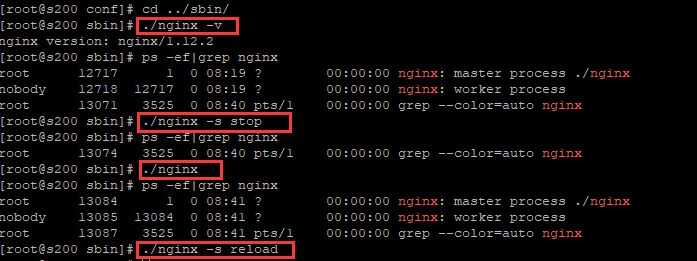 [root@s200 conf]# cd ../sbin/
[root@s200 sbin]# ./nginx -v
nginx version: nginx/1.12.2
[root@s200 sbin]# ps -ef|grep nginx
root 12717 1 0 08:19 ? 00:00:00 nginx: master process ./nginx
nobody 12718 12717 0 08:19 ? 00:00:00 nginx: worker process
root 13071 3525 0 08:40 pts/1 00:00:00 grep --color=auto nginx
[root@s200 sbin]# ./nginx -s stop
[root@s200 sbin]# ps -ef|grep nginx
root 13074 3525 0 08:40 pts/1 00:00:00 grep --color=auto nginx
[root@s200 sbin]# ./nginx
[root@s200 sbin]# ps -ef|grep nginx
root 13084 1 0 08:41 ? 00:00:00 nginx: master process ./nginx
nobody 13085 13084 0 08:41 ? 00:00:00 nginx: worker process
root 13087 3525 0 08:41 pts/1 00:00:00 grep --color=auto nginx
[root@s200 sbin]# ./nginx -s reload